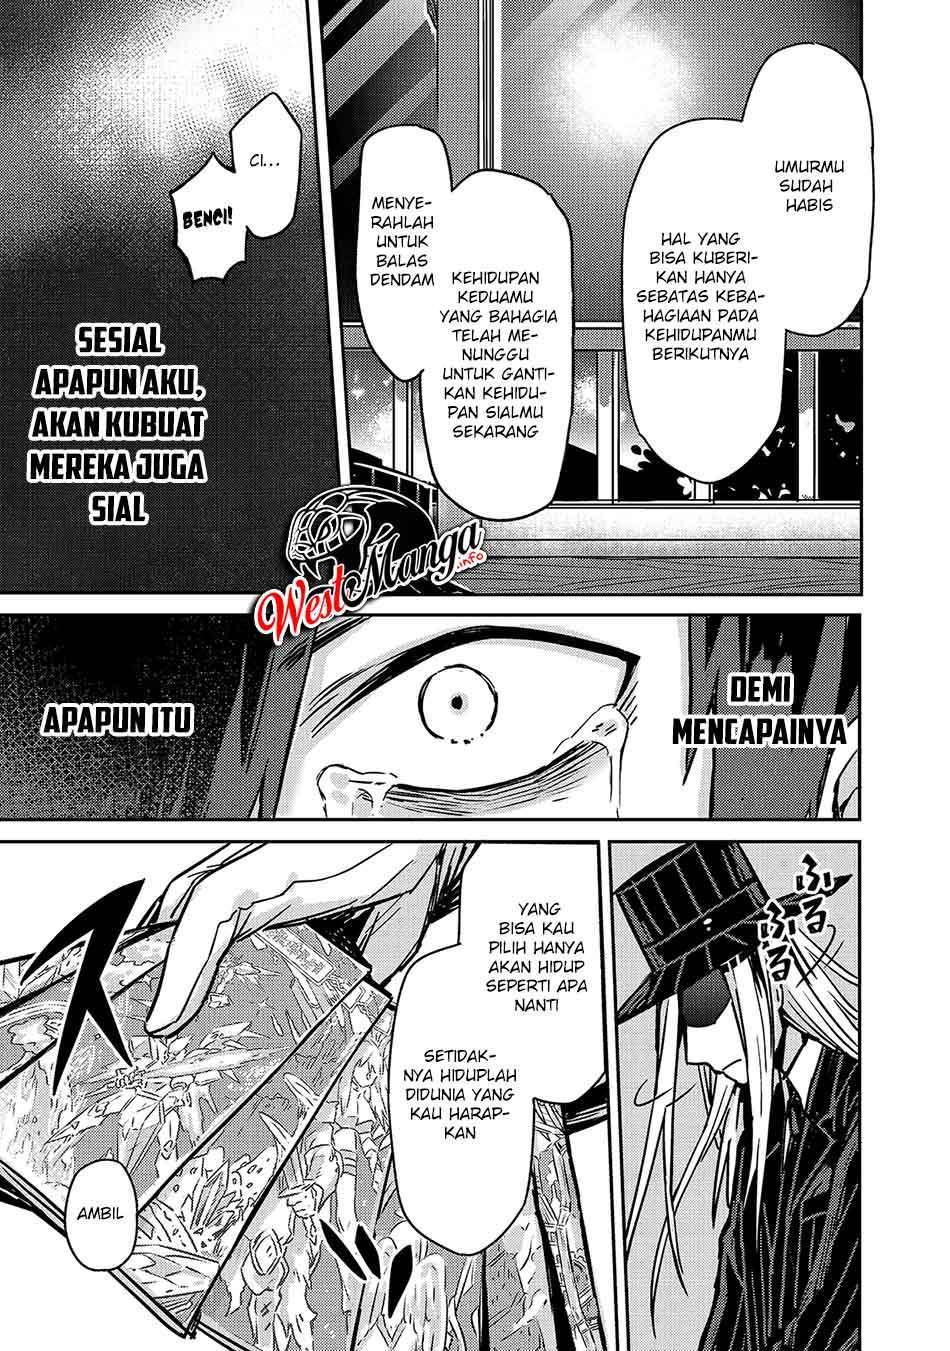 UMURMU
SUDAH
HABIS
HAL YANG
BISA KUBERI-
KAN HANYA
SEBATAS KEBA-
HAGIAAN PADA
KEHIDUPANMU
BERIKUTNYA
MENYE-
RAHLAH
UNTUK
BALAS
DENDAM
KEHIDUPAN
KEDUAMU
YANG BAHAGIA
TELAH ME-
NUNGGU
UNTUK GANTI-
KAN KEHID-
UPAN SIALMU
SEKARANG
CI...
BENCI!
SESIAL
APAPUN AKU,
AKAN KUBUAT
MEREKA JUGA
SIAL
WESTMANGA
.info
DEMI
MENCAPAINYA
APAPUN ITU
ふる
ふる
YANG
BISA KAU
PILIH HANYA
AKAN HIDUP
SEPERTI APA
NANTI
SETIDAK-
NYA HIDUPLAH
DIDUNIA YANG
KAU HARAP-
KAN
AMBIL